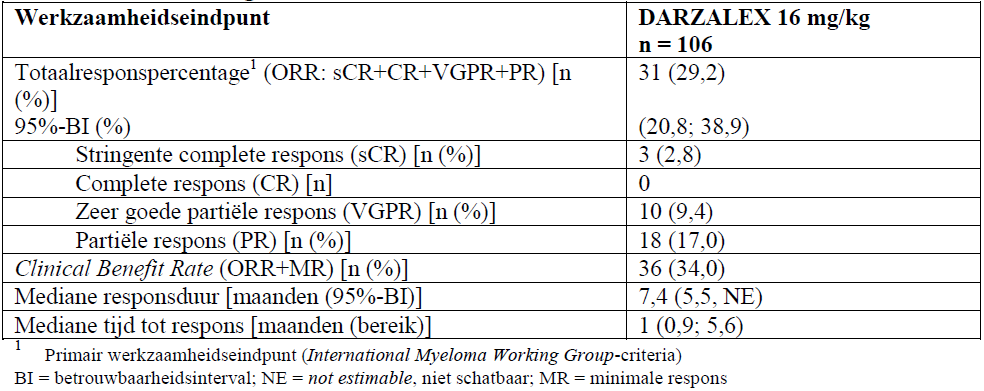 Werkzaamheidseindpunt DARZALEX 16 mg/kg
n = 106
Totaalresponspercentage1 (ORR: sCR+CR+VGPR+PR) [n 31 (29,2)
(%)]
95%-BI (%) (20,8; 38,9)
Stringente complete respons (sCR) [n (%)] 3 (2,8)
Complete respons (CR) [n] 0
Zeer goede partiële respons (VGPR) [n (%)] 10 (9,4)
Partiële respons (PR) [n (%)] 18 (17,0)
Clinical Benefit Rate (ORR+MR) [n (%)] 36 (34,0)
Mediane responsduur [maanden (95%-BI)] 7,4 (5,5, NE)
Mediane tijd tot respons [maanden (bereik)] 1 (0,9; 5,6)
1 Primair werkzaamheidseindpunt (International Myeloma Working Group-criteria)
BI = betrouwbaarheidsinterval; NE = not estimable, niet schatbaar; MR = minimale respons